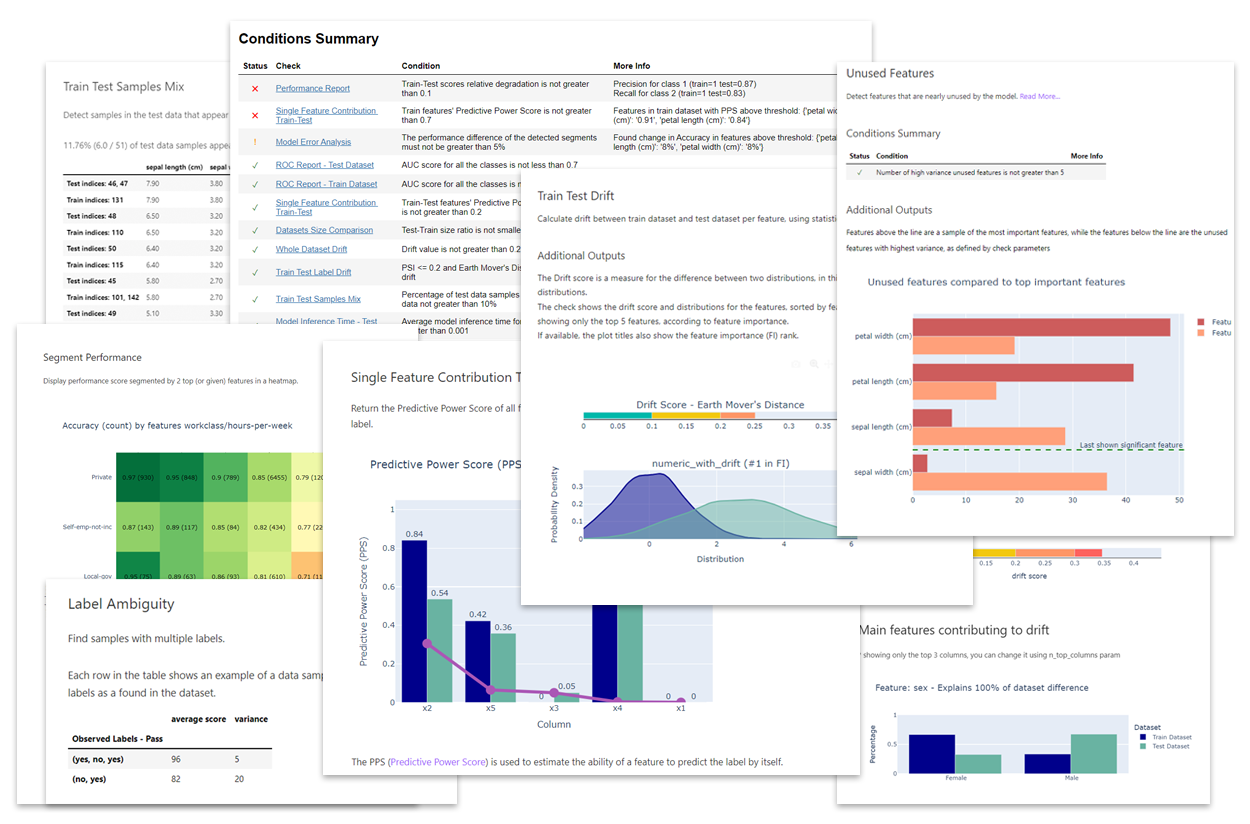 Train Test Samples Mix
Detect samples in the test data that appear
11.76% (6.0 / 51) of test data samples appea
sepal length (cm) sepal
Test indices: 46, 47 7.90 3.80
Train indices: 131 7.90 3.80
Test indices: 48 6.50 3.20
Train indices: 110 6.50 3.20
Test indices: 50 6.40 3.20
Train indices: 115 6.40 3.20
Test indices: 45 5.80 2.70
Train indices: 101, 142 5.80 2.70
Test indices: 49 5.10 3.30
Conditions Summary
Status Check Condition More Info
Performance Report
Train-Test scores relative degradation is not greater
than 0.1
Precision for class 1 (train=1 test=0.87)
Recall for class 2 (train=1 test=0.83)
Single Feature Contribution
Train-Test
Train features' Predictive Power Score is not greater
than 0.7
Features in train dataset with PPS above threshold: {'petal wi
(cm)': '0.91', 'petal length (cm)': '0.84'}
! Model Error Analysis
The performance difference of the detected segments
must not be greater than 5%
Found change in Accuracy in features above threshold: {'petal
length (cm)': '8%', 'petal width (cm)': '8%'}
ROC Report - Test Dataset AUC score for all the classes is not less than 0.7
ROC Report - Train Dataset AUC score for all the classes is n
Single Feature Contribution
Train-Test
Train-Test features' Predictive Po
is not greater than 0.2
Datasets Size Comparison Test-Train size ratio is not smalle
Whole Dataset Drift Drift value is not greater than 0.2
Train Test Label Drift
PSI <= 0.2 and Earth Mover's Dis
drift
Train Test Samples Mix
Percentage of test data samples
data not greater than 10%
Model Inference Time - Test
Average model inference time for
ter than 0.001
Unused Features
Detect features that are nearly unused by the model. Read More...
Conditions Summary
Status Condition More Info
Number of high variance unused features is not greater than 5
Additional Outputs
Features above the line are a sample of the most important features, while the features below the line are the unused
features with highest variance, as defined by check parameters
Unused features compared to top important features
petal width (cm)
petal length (cm)
sepal length (cm)
sepal width (cm)
Last shown significant feature
0 10 20 30 40 50
Featu
Featu
Train Test Drift
Calculate drift between train dataset and test dataset per feature, using statisti
Additional Outputs
The Drift score is a measure for the difference between two distributions, in this
distributions.
The check shows the drift score and distributions for the features, sorted by fea
showing only the top 5 features, according to feature importance.
If available, the plot titles also show the feature importance (FI) rank.
Drift Score - Earth Mover's Distance
0 0.05 0.1 0.15 0.2 0.25 0.3 0.35
numeric_with_drift (#1 in FI)
Probability Density
0.3
0.2
0.1
0
0 2 4 6
Distribution
Segment Performance
Display performance score segmented by 2 top (or given) features in a heatmap.
Accuracy (count) by features workclass/hours-per-week
Private 0.97 (930) 0.95 (848) 0.9 (789) 0.85 (6455) 0.79 (120
Self-emp-not-inc 0.87 (143) 0.89 (117) 0.85 (84) 0.82 (434) 0.77 (22
Local-gov 0.95 (75) 0.89 (63) 0.86 (93) 0.81 (610) 0.71 (11
Label Ambiguity
Find samples with multiple labels.
Each row in the table shows an example of a data samp
labels as a found in the dataset.
average score variance
Observed Labels - Pass
(yes, no, yes) 96 5
(no, yes) 82 20
Single Feature Contribution T
Return the Predictive Power Score of all f
label.
Predictive Power Score (PPS
Predictive Power Score (PPS)
1
0.8
0.6
0.4
0.2
0
0.84
0.54
0.42
0.36
0
0.05
0 0
x2 x5 x3 x4 x1
Column
The PPS (Predictive Power Score) is used to estimate the ability of a feature to predict the label by itself.
0.15 0.2 0.25 0.3 0.35 0.4
drift score
Main features contributing to drift
showing only the top 3 columns, you can change it using n_top_columns param
Feature: sex - Explains 100% of dataset difference
Percentage
1
0.5
0
Female Male
Dataset
Train Dataset
Test Dataset